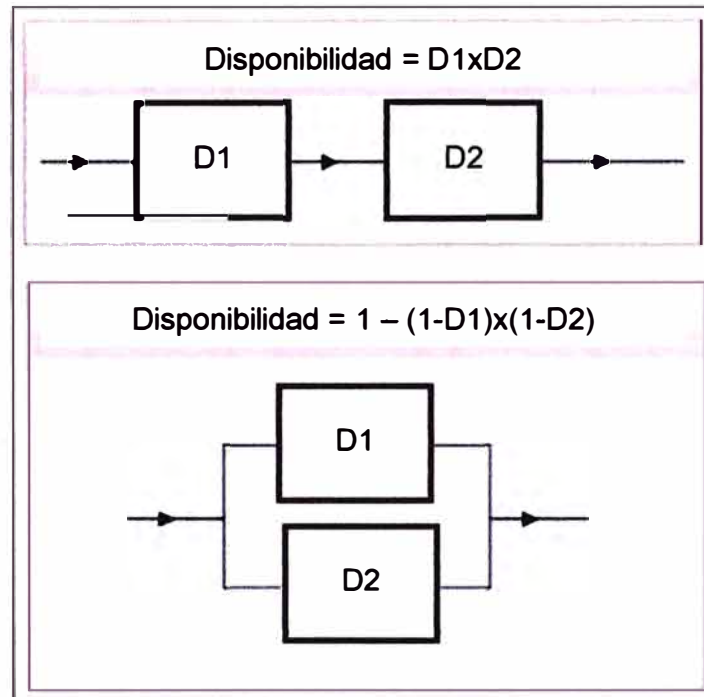 Disponibilidad = D1xD2
D1
D2
Disponibilidad = 1 – (1-D1)x(1-D2)
D1
D2